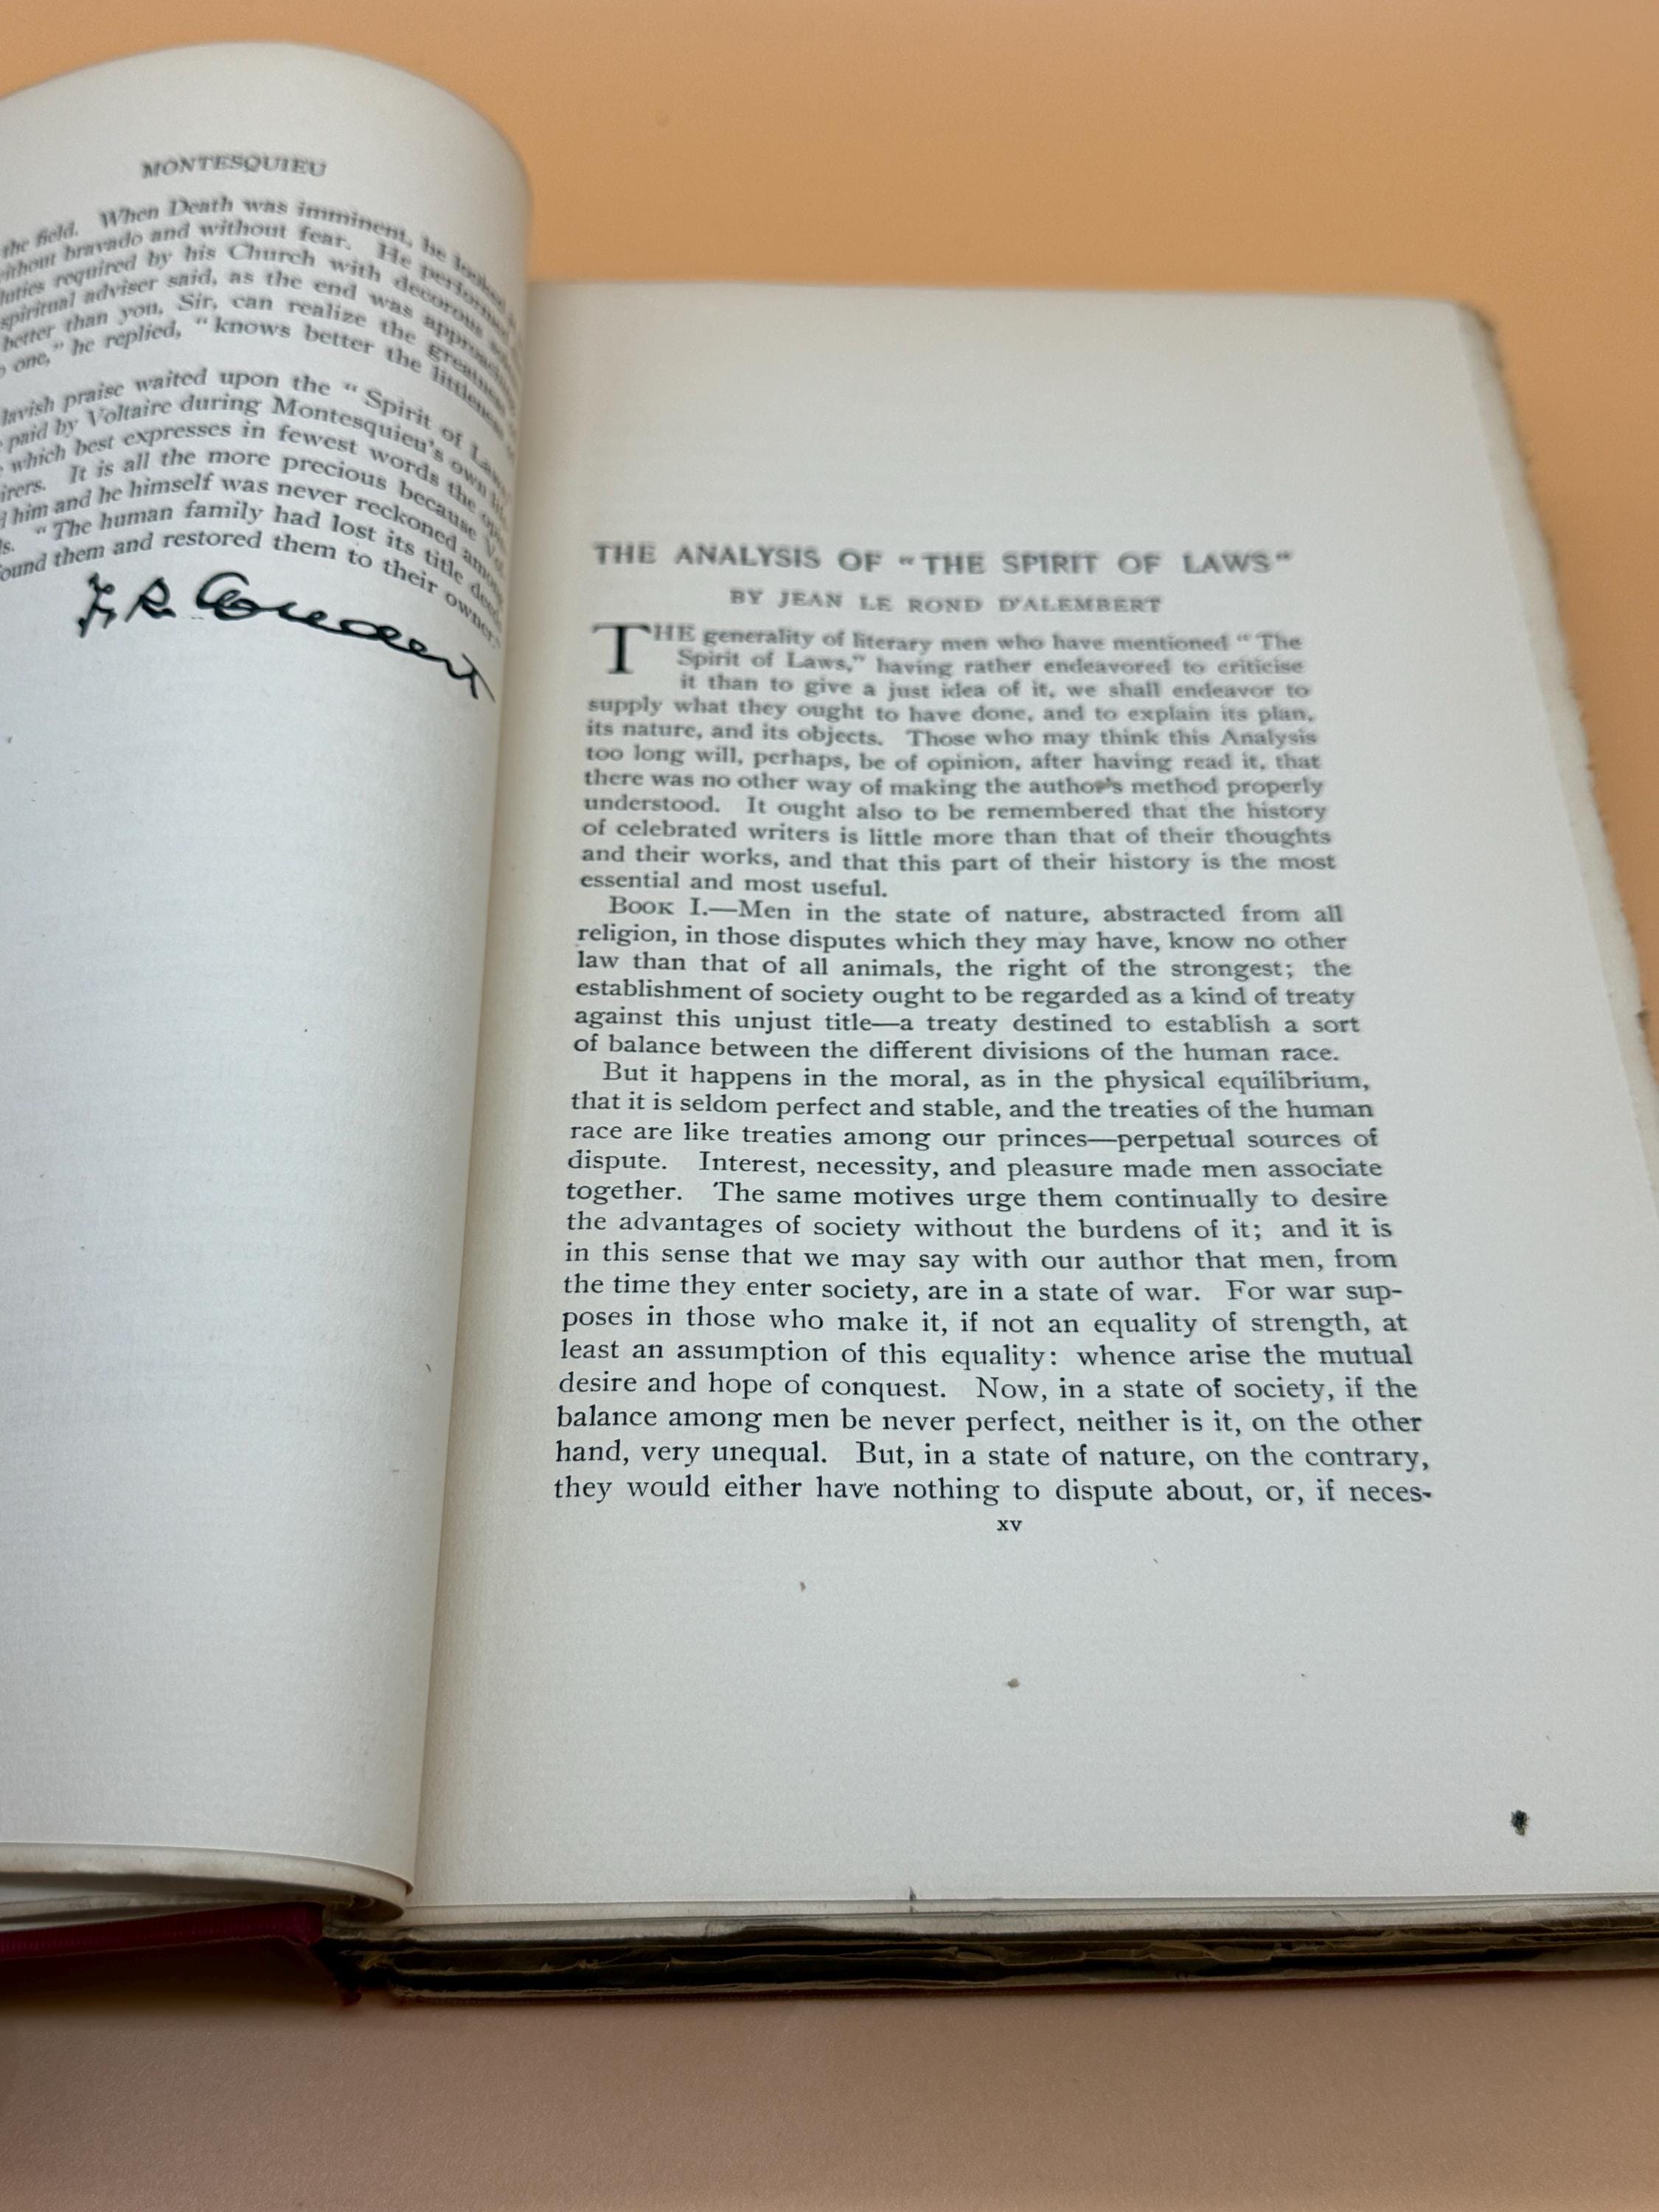 MONTESQUIEU
the field. When Death was imminent, he looked
without bravado and without fear. He performed
duties required by his Church with decorous
spiritual adviser said, as the end was approaching
better than you, Sir, can realize the greatness
one," he replied, "knows better the littleness
lavish praise waited upon the "Spirit of Laws
paid by Voltaire during Montesquieu's own life
which best expresses in fewest words the
It is all the more precious because
him and he himself was never reckoned among
"The human family had lost its title deeds
found them and restored them to their owners."
THE ANALYSIS OF "THE SPIRIT OF LAWS"
BY JEAN LE ROND D'ALEMBERT
THE generality of literary men who have mentioned "The
Spirit of Laws," having rather endeavored to criticise
it than to give a just idea of it, we shall endeavor to
supply what they ought to have done, and to explain its plan,
its nature, and its objects. Those who may think this Analysis
too long will, perhaps, be of opinion, after having read it, that
there was no other way of making the author's method properly
understood. It ought also to be remembered that the history
of celebrated writers is little more than that of their thoughts
and their works, and that this part of their history is the most
essential and most useful.
BOOK I.—Men in the state of nature, abstracted from all
religion, in those disputes which they may have, know no other
law than that of all animals, the right of the strongest; the
establishment of society ought to be regarded as a kind of treaty
against this unjust title—a treaty destined to establish a sort
of balance between the different divisions of the human race.
But it happens in the moral, as in the physical equilibrium,
that it is seldom perfect and stable, and the treaties of the human
race are like treaties among our princes—perpetual sources of
dispute. Interest, necessity, and pleasure made men associate
together. The same motives urge them continually to desire
the advantages of society without the burdens of it; and it is
in this sense that we may say with our author that men, from
the time they enter society, are in a state of war. For war sup-
poses in those who make it, if not an equality of strength, at
least an assumption of this equality: whence arise the mutual
desire and hope of conquest. Now, in a state of society, if the
balance among men be never perfect, neither is it, on the other
hand, very unequal. But, in a state of nature, on the contrary,
they would either have nothing to dispute about, or, if neces-
xv